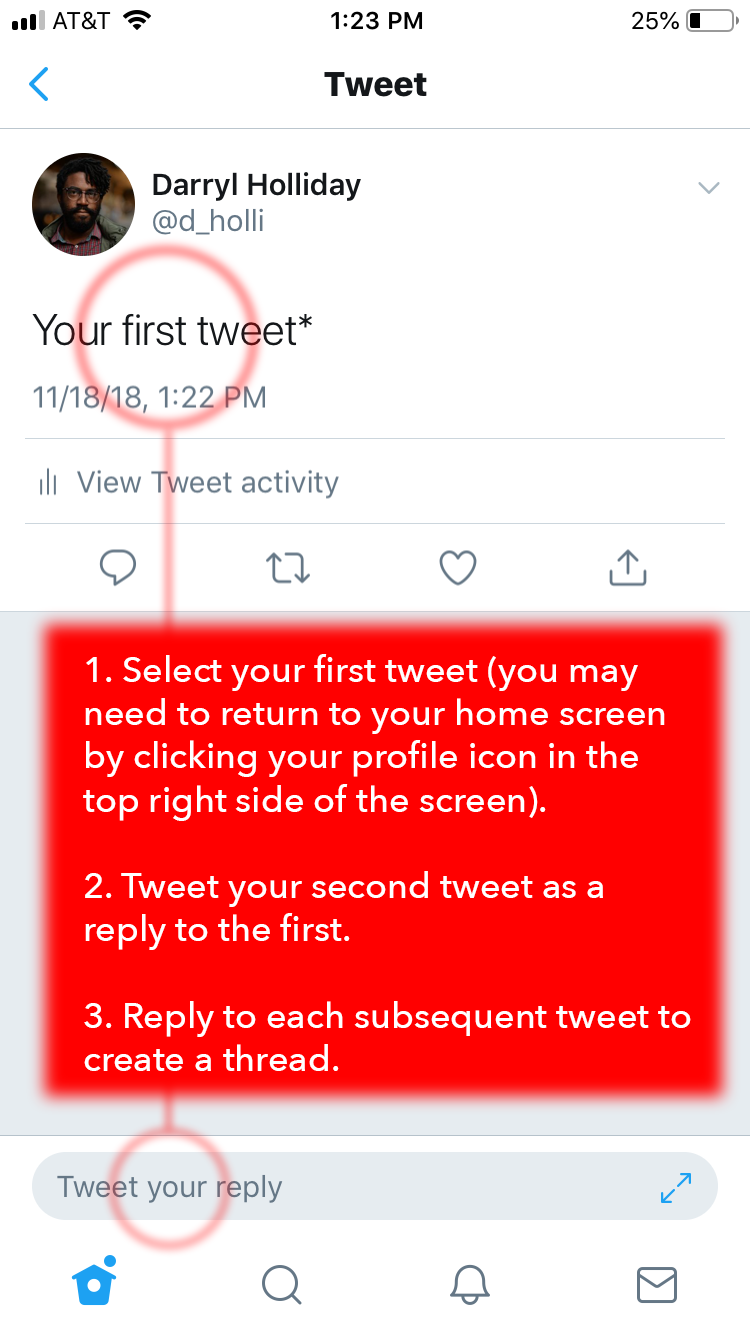 AT&T 1:23 PM 25%
Tweet
Darryl Holliday
@d_holli
Your first tweet*
11/18/18, 1:22 PM
View Tweet activity
1. Select your first tweet (you may
need to return to your home screen
by clicking your profile icon in the
top right side of the screen).
2. Tweet your second tweet as a
reply to the first.
3. Reply to each subsequent tweet to
create a thread.
Tweet your reply